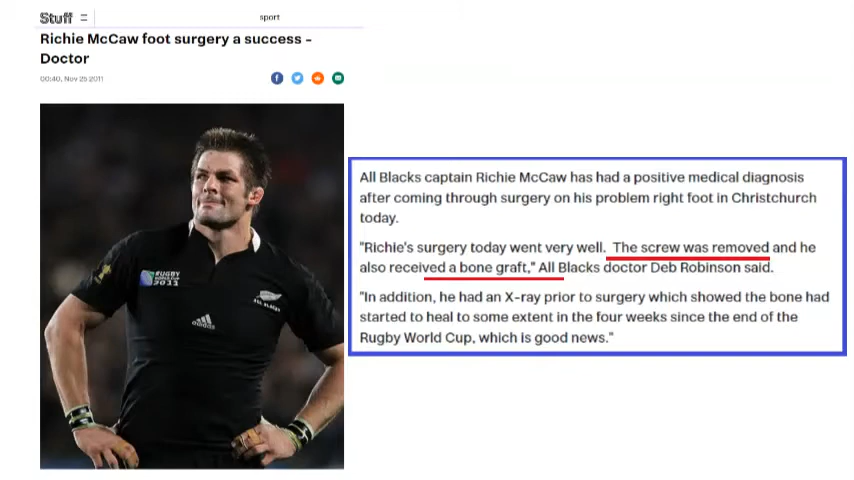 Stuff
sport
Richie McCaw foot surgery a success –
Doctor
00:40, Nov 25 2011
RUGBY
WORLD CUP
2011
ALL BLACKS
adidas
All Blacks captain Richie McCaw has had a positive medical diagnosis
after coming through surgery on his problem right foot in Christchurch
today.
"Richie's surgery today went very well. The screw was removed and he
also received a bone graft," All Blacks doctor Deb Robinson said.
"In addition, he had an X-ray prior to surgery which showed the bone had
started to heal to some extent in the four weeks since the end of the
Rugby World Cup, which is good news."